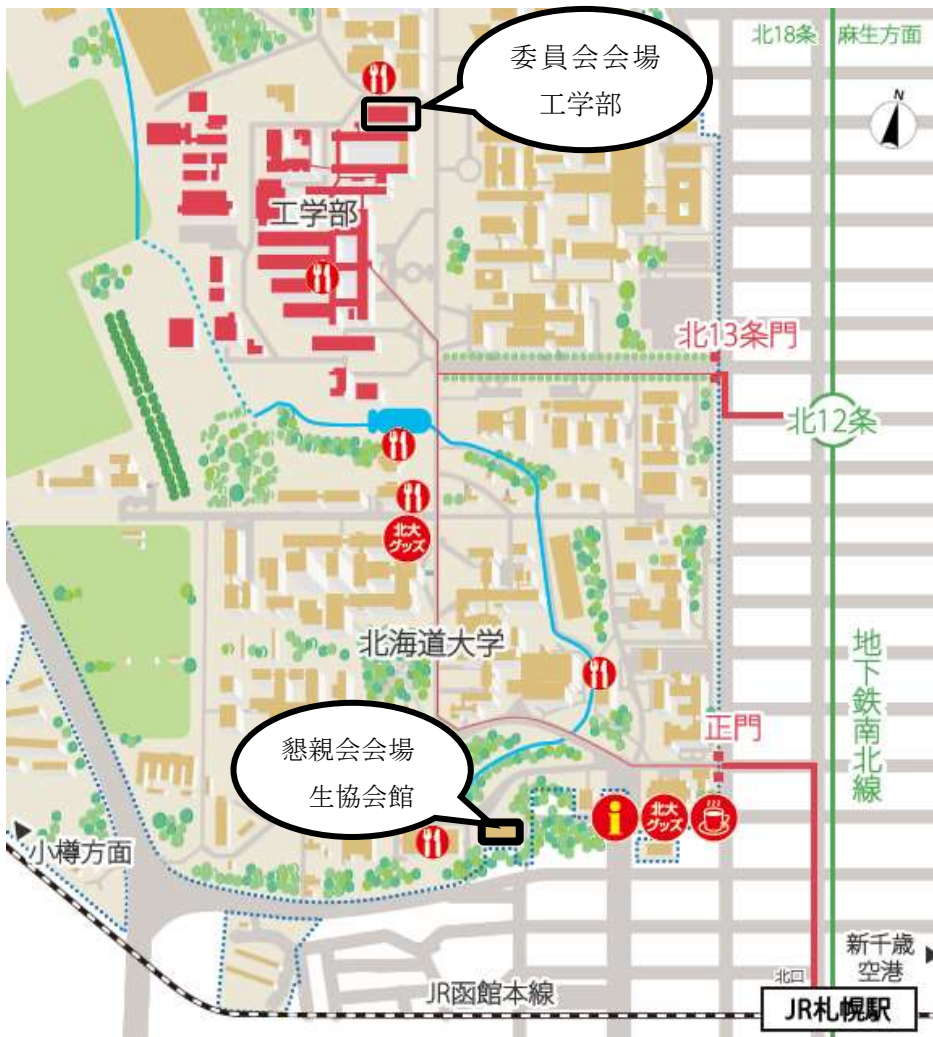 北18条
麻生方面
委員会会場
工学部
N
工学部
北13条門
北12条
北大
グッズ
北海道大学
地下鉄南北線
正門
懇親会会場
生協会館
i
北大
グッズ
小樽方面
新千歳
空港
北口
JR函館本線
JR札幌駅